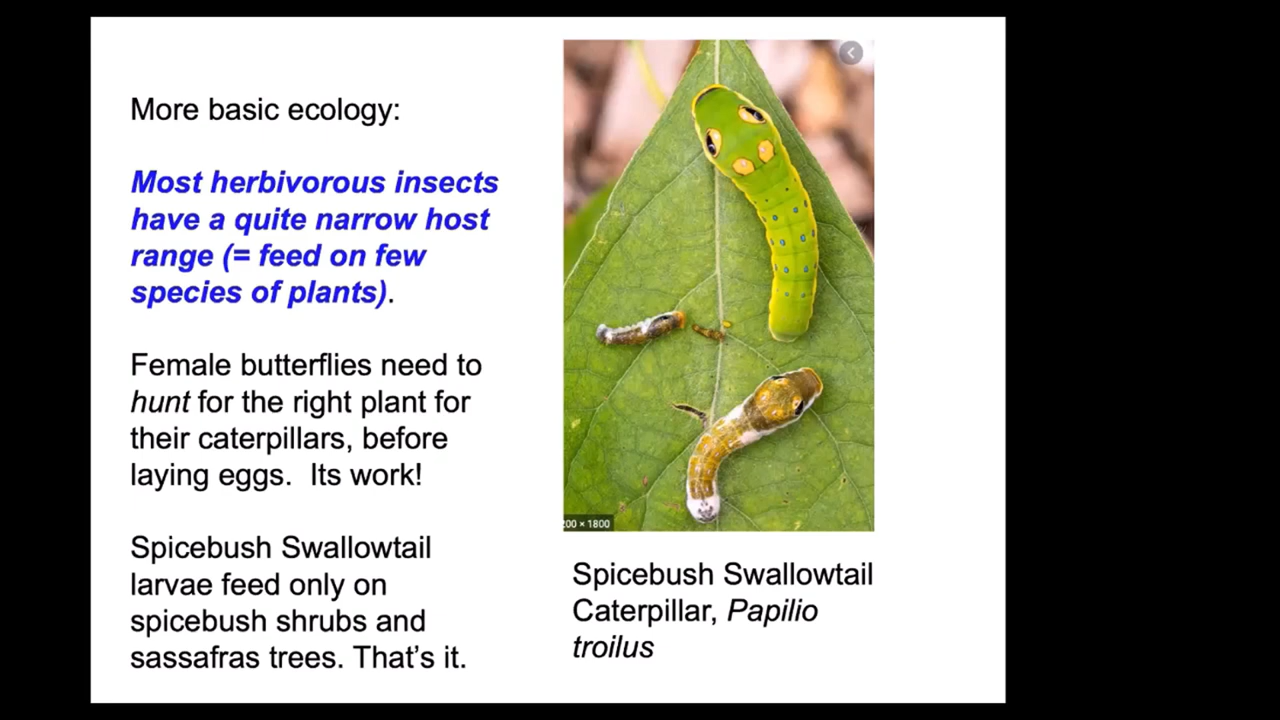 More basic ecology:
Most herbivorous insects
have a quite narrow host
range (= feed on few
species of plants).
Female butterflies need to
hunt for the right plant for
their caterpillars, before
laying eggs.  Its work!
Spicebush Swallowtail
larvae feed only on
spicebush shrubs and
sassafras trees. That's it.
200 × 1800
Spicebush Swallowtail
Caterpillar, Papilio
troilus